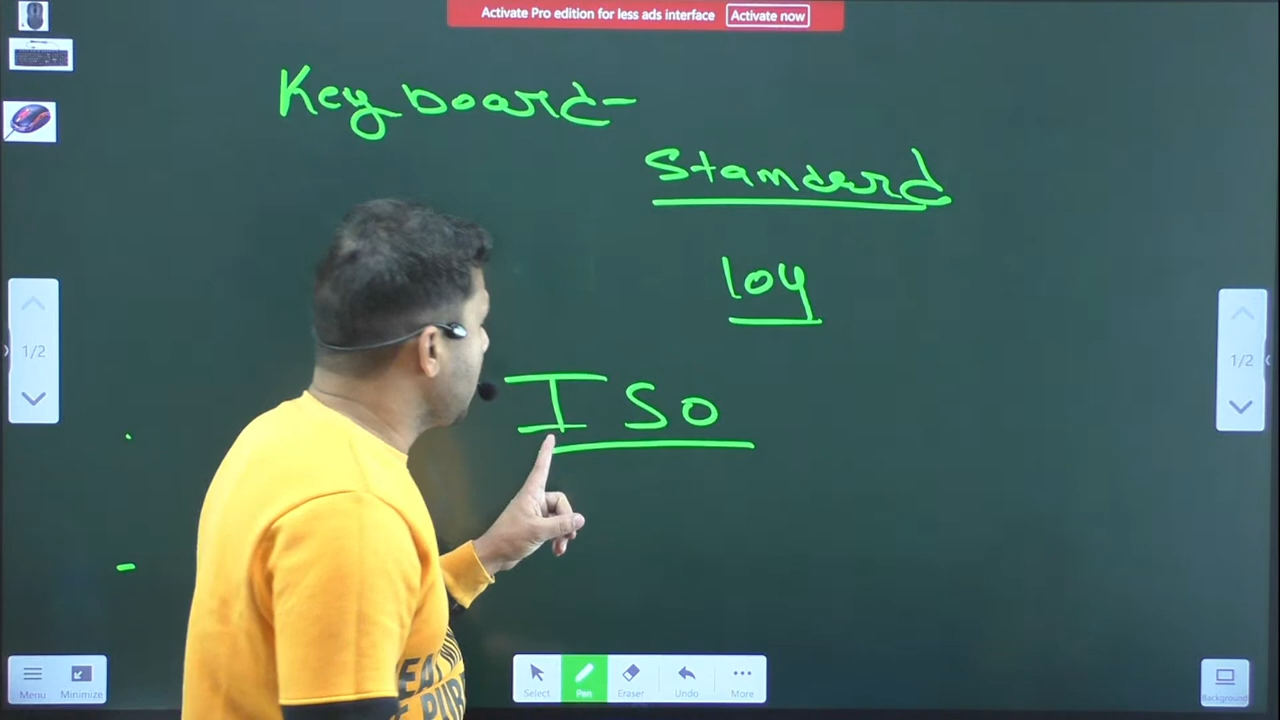 Activate Pro edition for less ads interface Activate now
Keyboard-
Standard
104
ISO
1/2
1/2
Menu
Minimize
Select
Pen
Eraser
Undo
More
Background